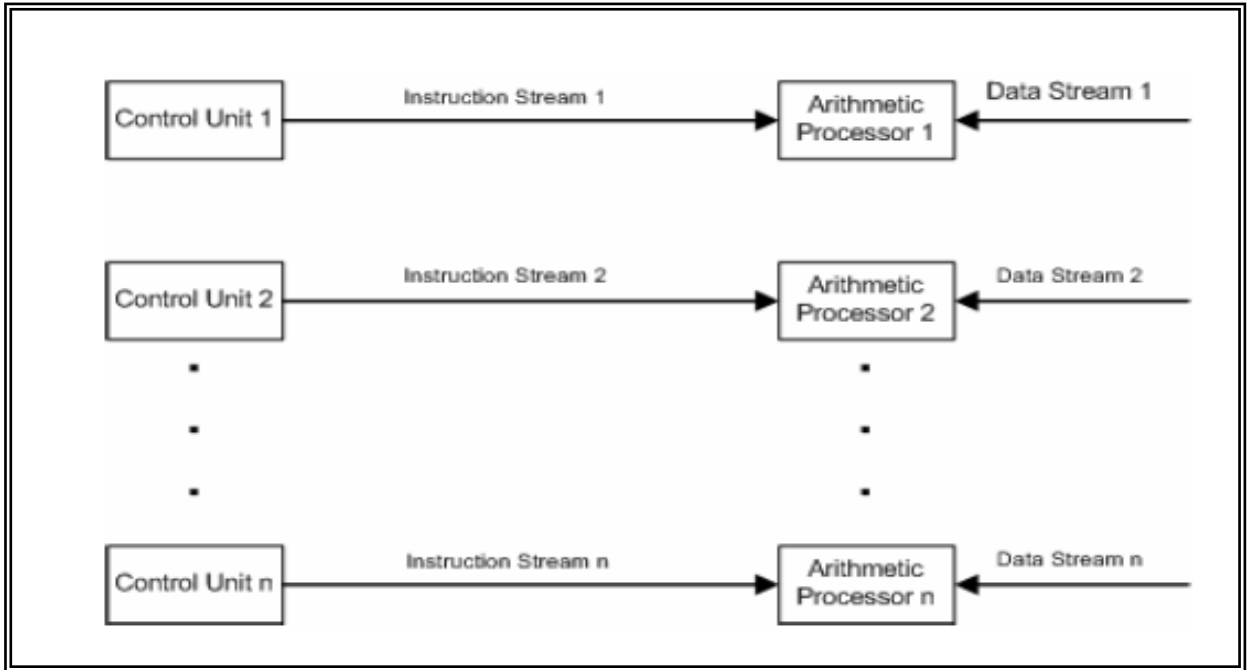 Control Unit 1
Instruction Stream 1
Arithmetic
Processor 1
Data Stream 1
Control Unit 2
Instruction Stream 2
Arithmetic
Processor 2
Data Stream 2
Control Unit n
Instruction Stream n
Arithmetic
Processor n
Data Stream n